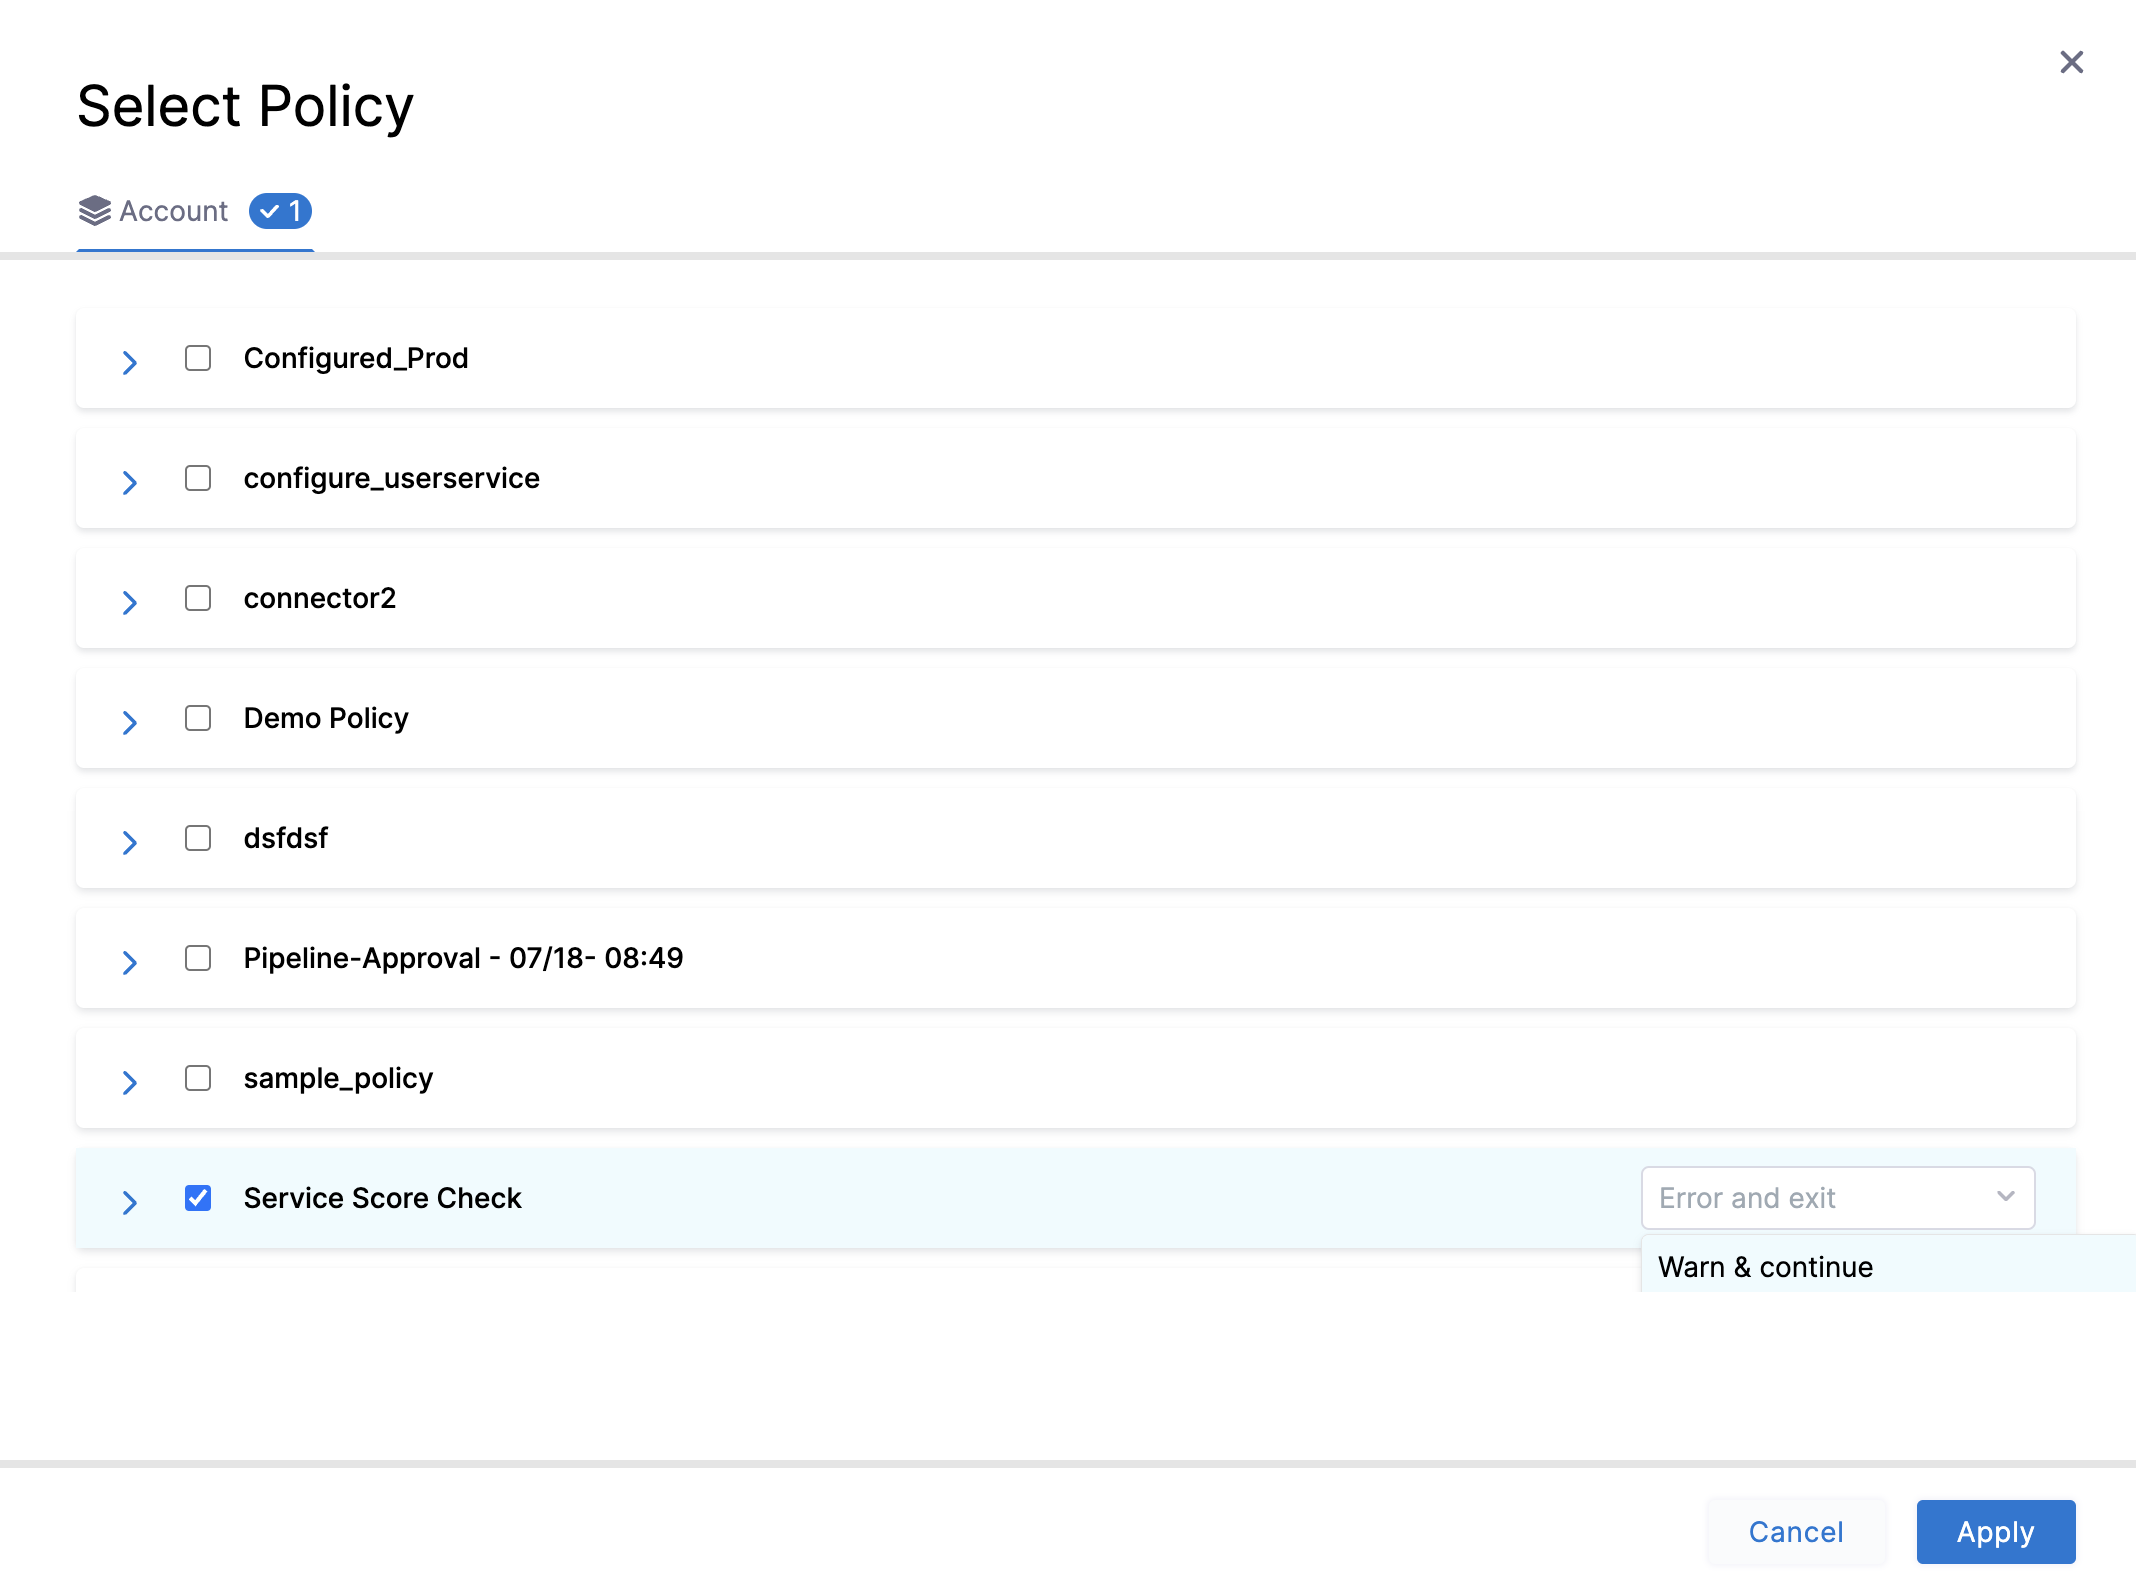 Select Policy
Account 1
Configured_Prod
configure_userservice
connector2
Demo Policy
dsfdsf
Pipeline-Approval - 07/18- 08:49
sample_policy
Service Score Check
Error and exit
Warn & continue
Cancel
Apply